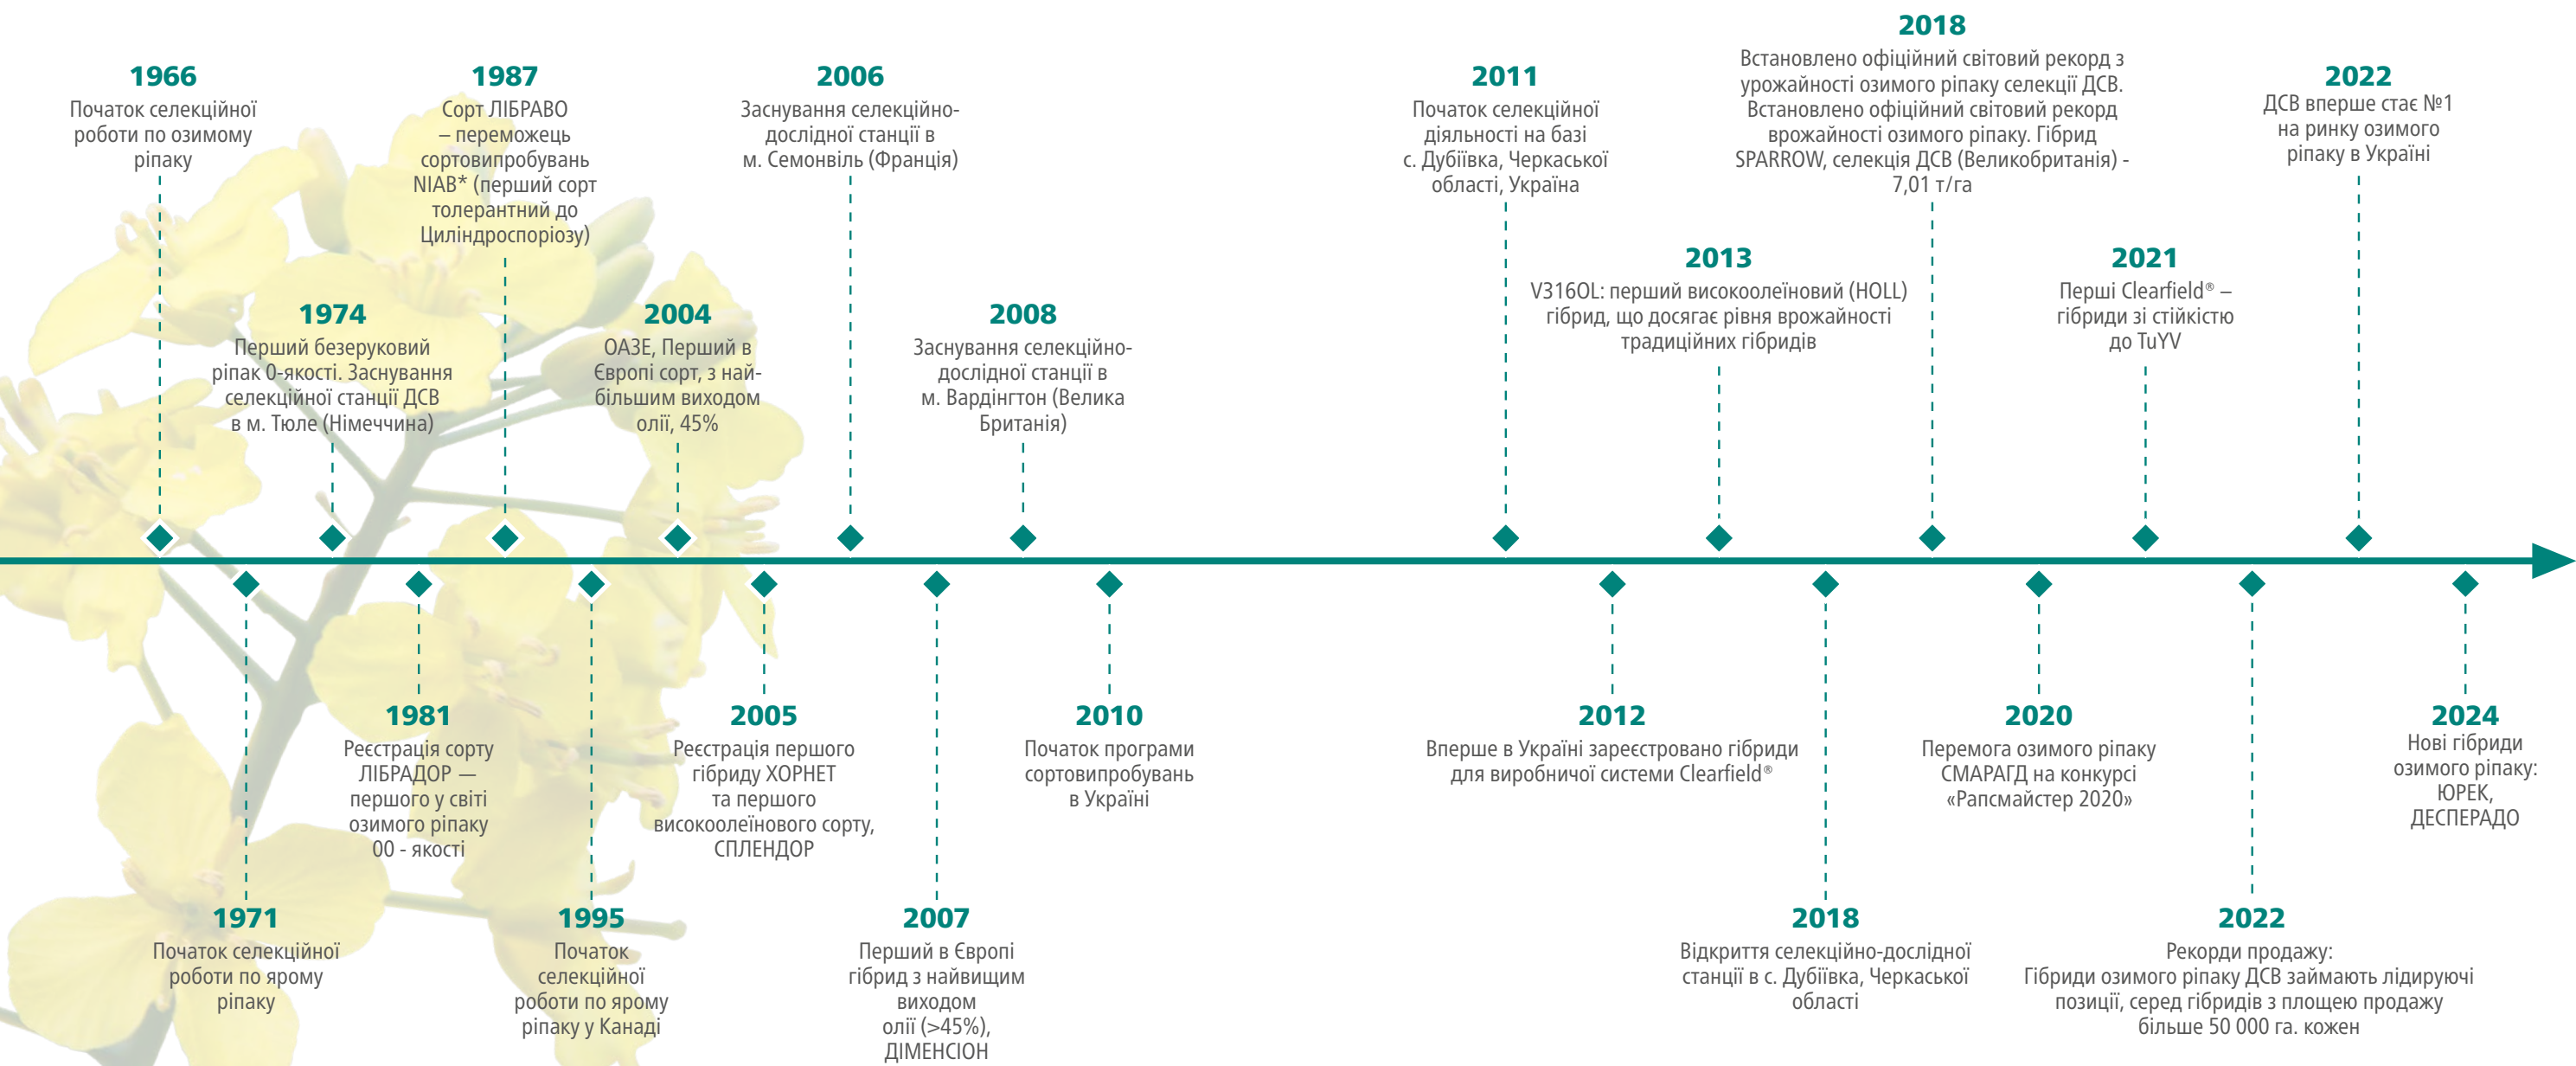 1966
Початок селекційної
роботи по озимому
ріпаку
1971
Початок селекційної
роботи по ярому
ріпаку
1974
Перший безеруковий
ріпак 0-якості. Заснування
селекційної станції ДСВ
в м. Тюле (Німеччина)
1981
Реєстрація сорту
ЛІБРАДОР —
першого у світі
озимого ріпаку
00 - якості
1987
Сорт ЛІБРАВО
– переможець
сортовипробувань
NIAB* (перший сорт
толерантний до
Циліндроспоріозу)
1995
Початок
селекційної
роботи по ярому
ріпаку у Канаді
2004
ОАЗЕ, Перший в
Європі сорт, з най-
більшим виходом
олії, 45%
2005
Реєстрація першого
гібриду ХОРНЕТ
та першого
високоолеїнового сорту,
СПЛЕНДОР
2006
Заснування селекційно-
дослідної станції в
м. Семонвіль (Франція)
2007
Перший в Європі
гібрид з найвищим
виходом
олії (>45%),
ДІМЕНСІОН
2008
Заснування селекційно-
дослідної станції в
м. Вардінгтон (Велика
Британія)
2010
Початок програми
сортовипробувань
в Україні
2011
Початок селекційної
діяльності на базі
с. Дубіївка, Черкаської
області, Україна
2012
Вперше в Україні зареєстровано гібриди
для виробничої системи Clearfield®
2013
V316OL: перший високоолеїновий (HOLL)
гібрид, що досягає рівня врожайності
традиційних гібридів
2018
Відкриття селекційно-дослідної
станції в с. Дубіївка, Черкаської
області
2018
Встановлено офіційний світовий рекорд з
урожайності озимого ріпаку селекції ДСВ.
Встановлено офіційний світовий рекорд
врожайності озимого ріпаку. Гібрид
SPARROW, селекція ДСВ (Великобританія) -
7,01 т/га
2020
Перемога озимого ріпаку
СМАРАГД на конкурсі
«Рапсмайстер 2020»
2021
Перші Clearfield® –
гібриди зі стійкістю
до TuYV
2022
Рекорди продажу:
Гібриди озимого ріпаку ДСВ займають лідируючі
позиції, серед гібридів з площею продажу
більше 50 000 га. кожен
2022
ДСВ вперше стає №1
на ринку озимого
ріпаку в Україні
2024
Нові гібриди
озимого ріпаку:
ЮРЕК,
ДЕСПЕРАДО